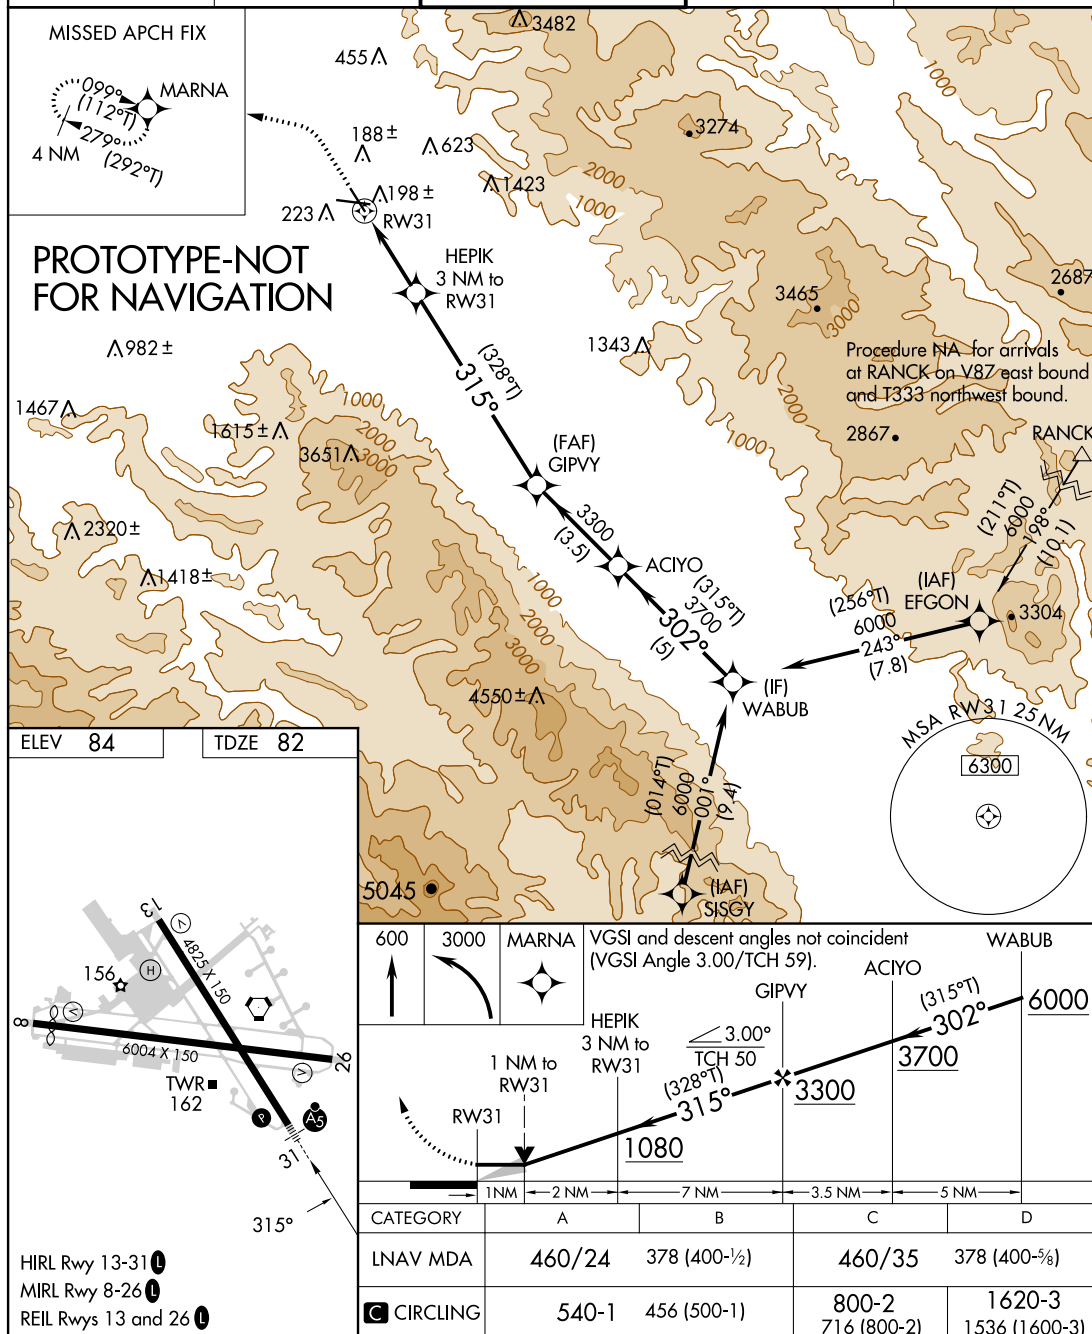 MISSED APCH FIX
099°
(112°T)
MARNA
279°
(292°T)
4 NM
3482
455
188±
623
3274
198±
223
RW31
1423
2000
1000
1000
PROTOTYPE-NOT
FOR NAVIGATION
HEPIK
3 NM to
RW31
2687
3465
3000
982±
1343
Procedure NA for arrivals
at RANCK on V87 east bound
and T333 northwest bound.
(328°T)
315°
1467
1000
2000
3000
1615±
3651
2000
1000
2867
RANCK
(FAF)
GIPVY
(211°T)
6000
198°
(10.1)
2320±
3300
(3.5)
ACIYO
1418±
1000
2000
3000
(315°T)
3700
302°
(5)
(256°T)
6000
243°
(7.8)
(IAF)
EFGON
3304
4550±
(IF)
WABUB
(014°T)
6000
001°
(9.4)
MSA RW31 25 NM
6300
5045
(IAF)
SISGY
ELEV 84
TDZE 82
13
4825 X 150
H
156
V
V
8
6004 X 150
26
V
TWR
162
P
A5
31
315°
HIRL Rwy 13-31 L
MIRL Rwy 8-26 L
REIL Rwys 13 and 26 L
600
3000
MARNA
VGSI and descent angles not coincident
(VGSI Angle 3.00/TCH 59).
WABUB
ACIYO
GIPVY
HEPIK
3 NM to
RW31
1 NM to
RW31
RW31
3.00°
TCH 50
(328°T)
315°
(315°T)
302°
6000
3700
3300
1080
1NM
2 NM
7 NM
3.5 NM
5 NM
CATEGORY A B C D
LNAV MDA 460/24 378 (400-½) 460/35 378 (400-⅝)
C CIRCLING 540-1 456 (500-1) 800-2 1620-3
716 (800-2) 1536 (1600-3)